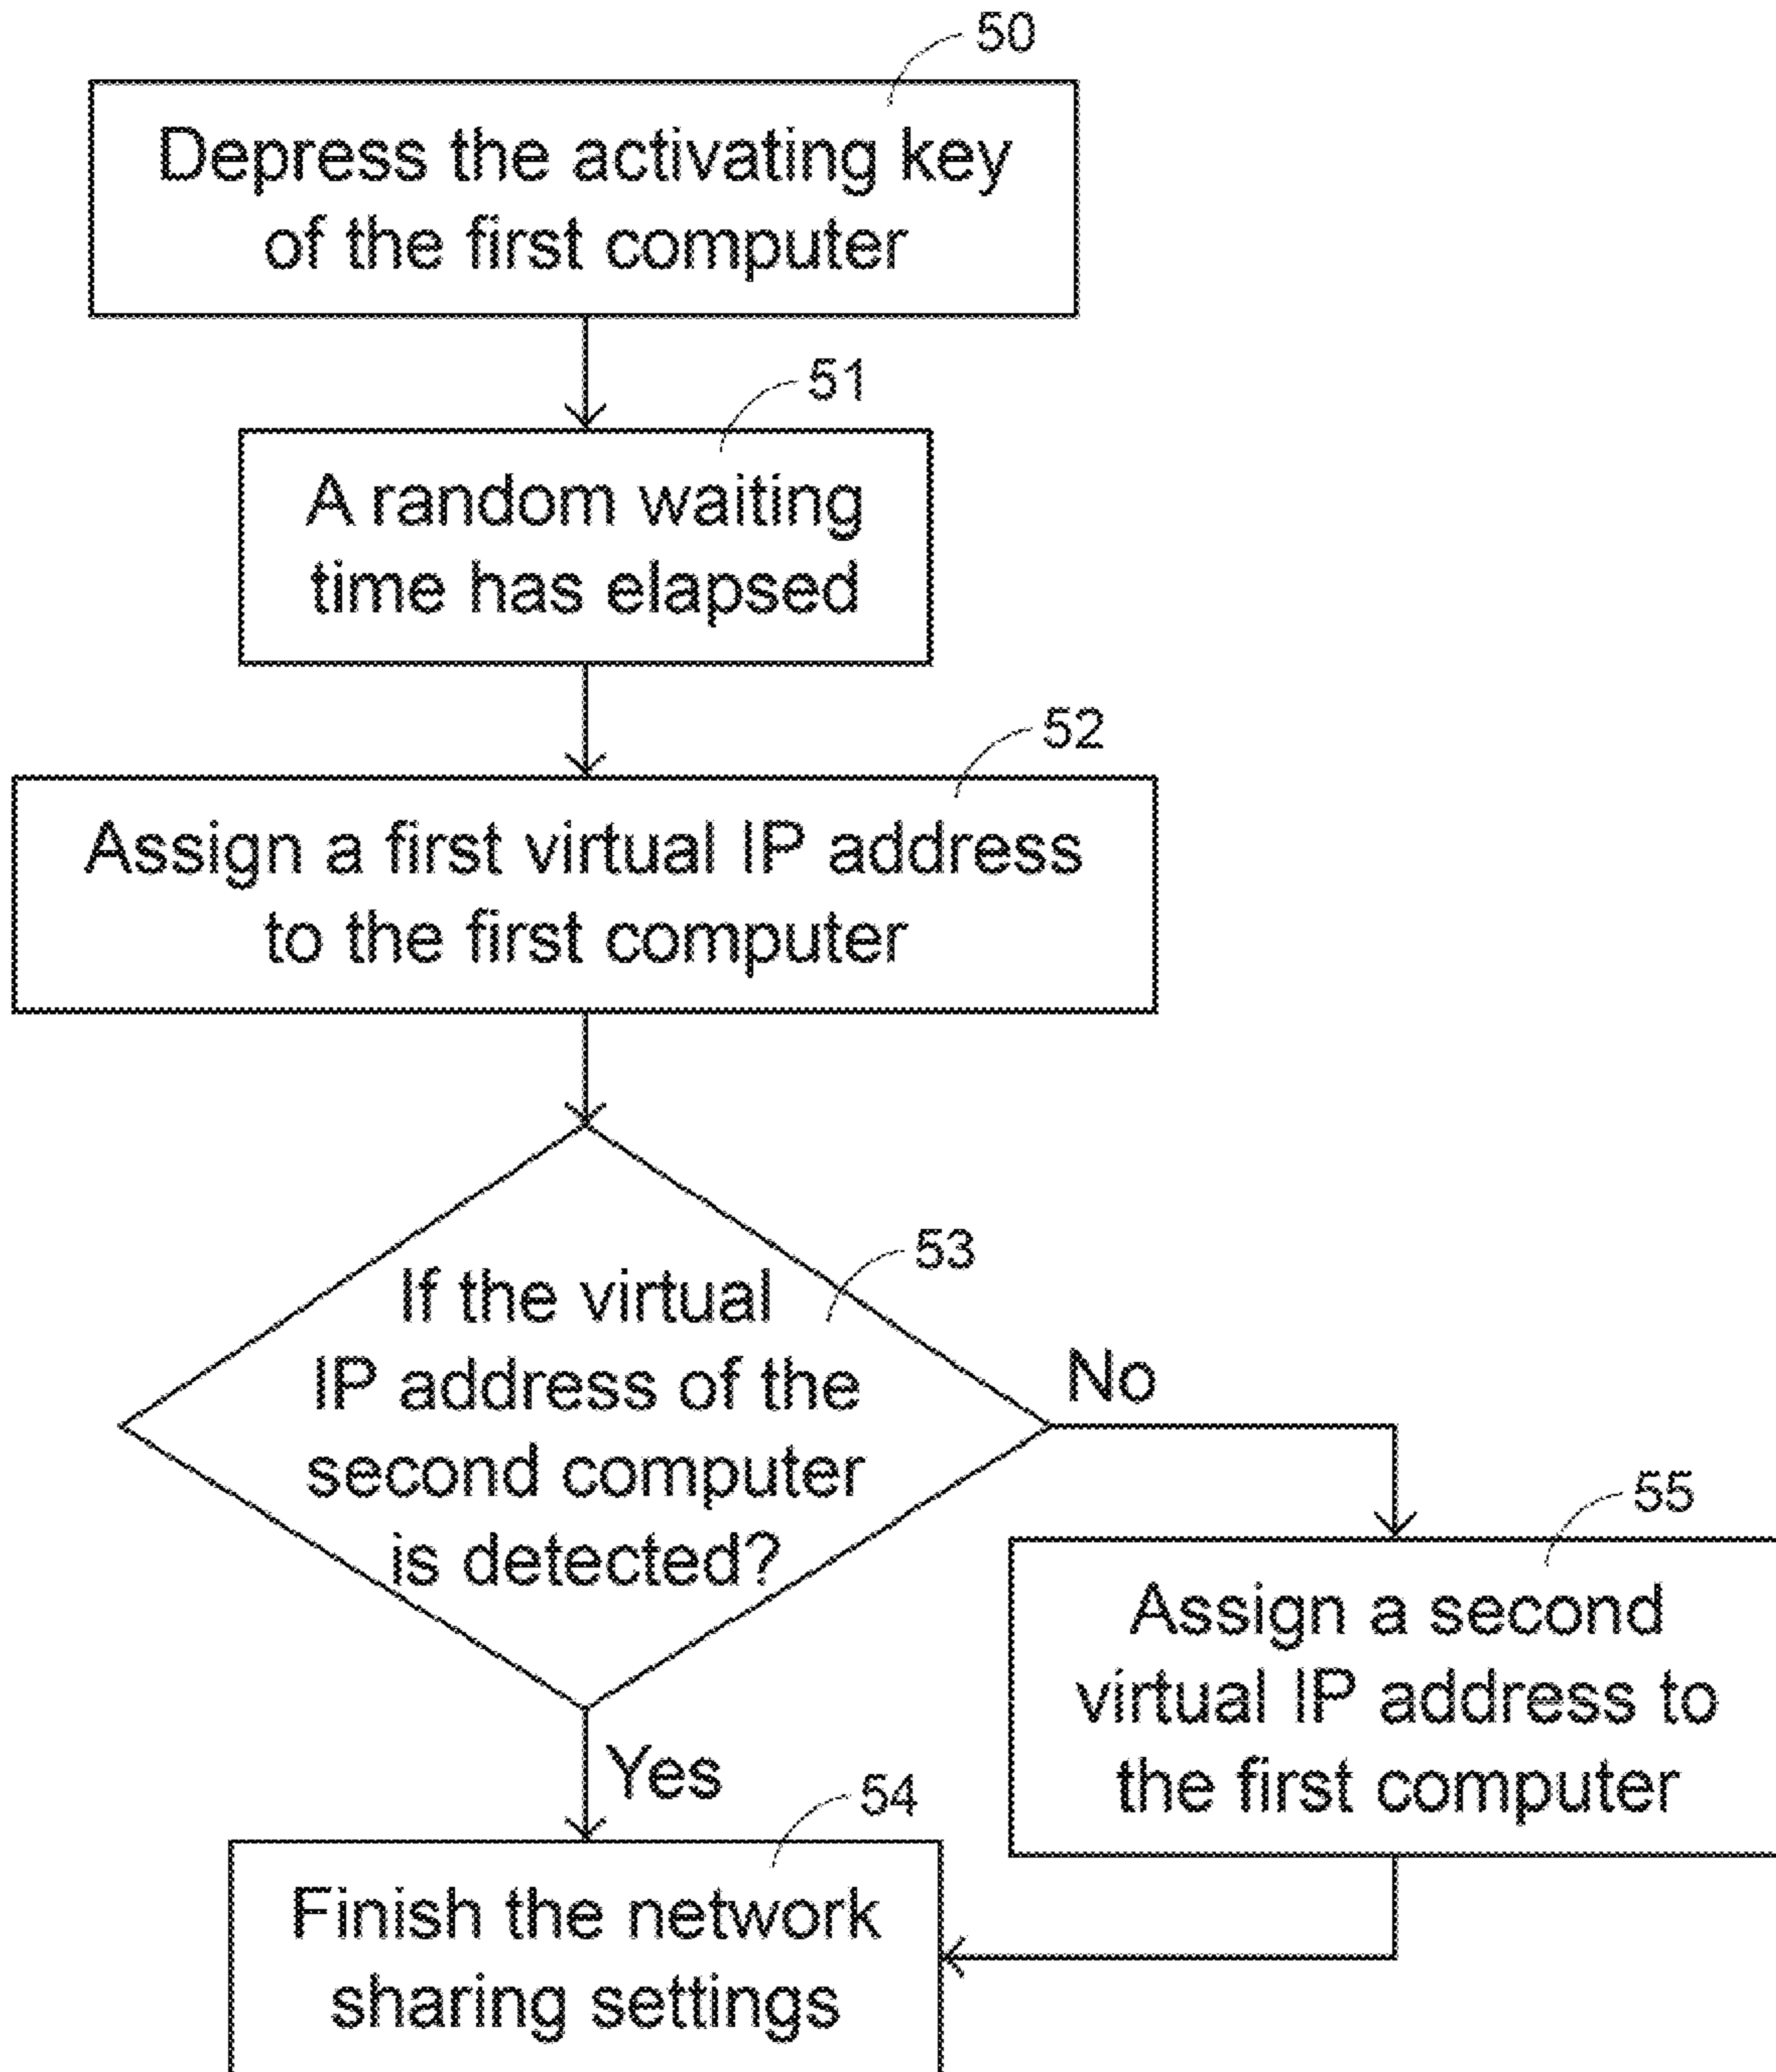 50
Depress the activating key
of the first computer
51
A random waiting
time has elapsed
52
Assign a first virtual IP address
to the first computer
53
If the virtual
IP address of the
second computer
is detected?
No
55
Assign a second
virtual IP address to
the first computer
Yes
54
Finish the network
sharing settings